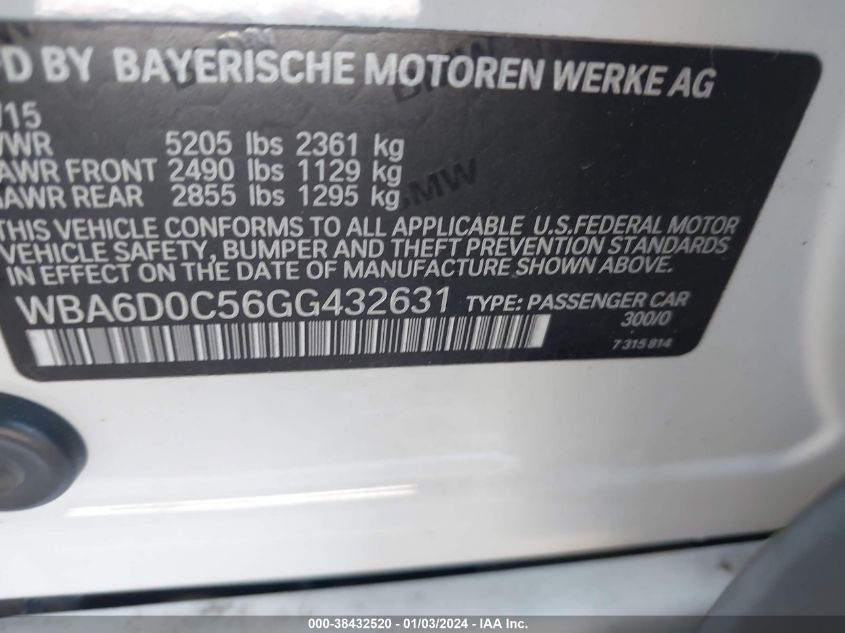 BY BAYERISCHE MOTOREN WERKE AG
15
5205 lbs 2361 kg
AWR FRONT 2490 lbs 1129 kg
AWR REAR 2855 lbs 1295 kg
BMW
THIS VEHICLE CONFORMS TO ALL APPLICABLE U.S.FEDERAL MOTOR
VEHICLE SAFETY, BUMPER AND THEFT PREVENTION STANDARDS
IN EFFECT ON THE DATE OF MANUFACTURE SHOWN ABOVE.
WBA6D0C56GG432631 TYPE: PASSENGER CAR
300/0
7 315 814
000-38432520 - 01/03/2024 - IAA Inc.